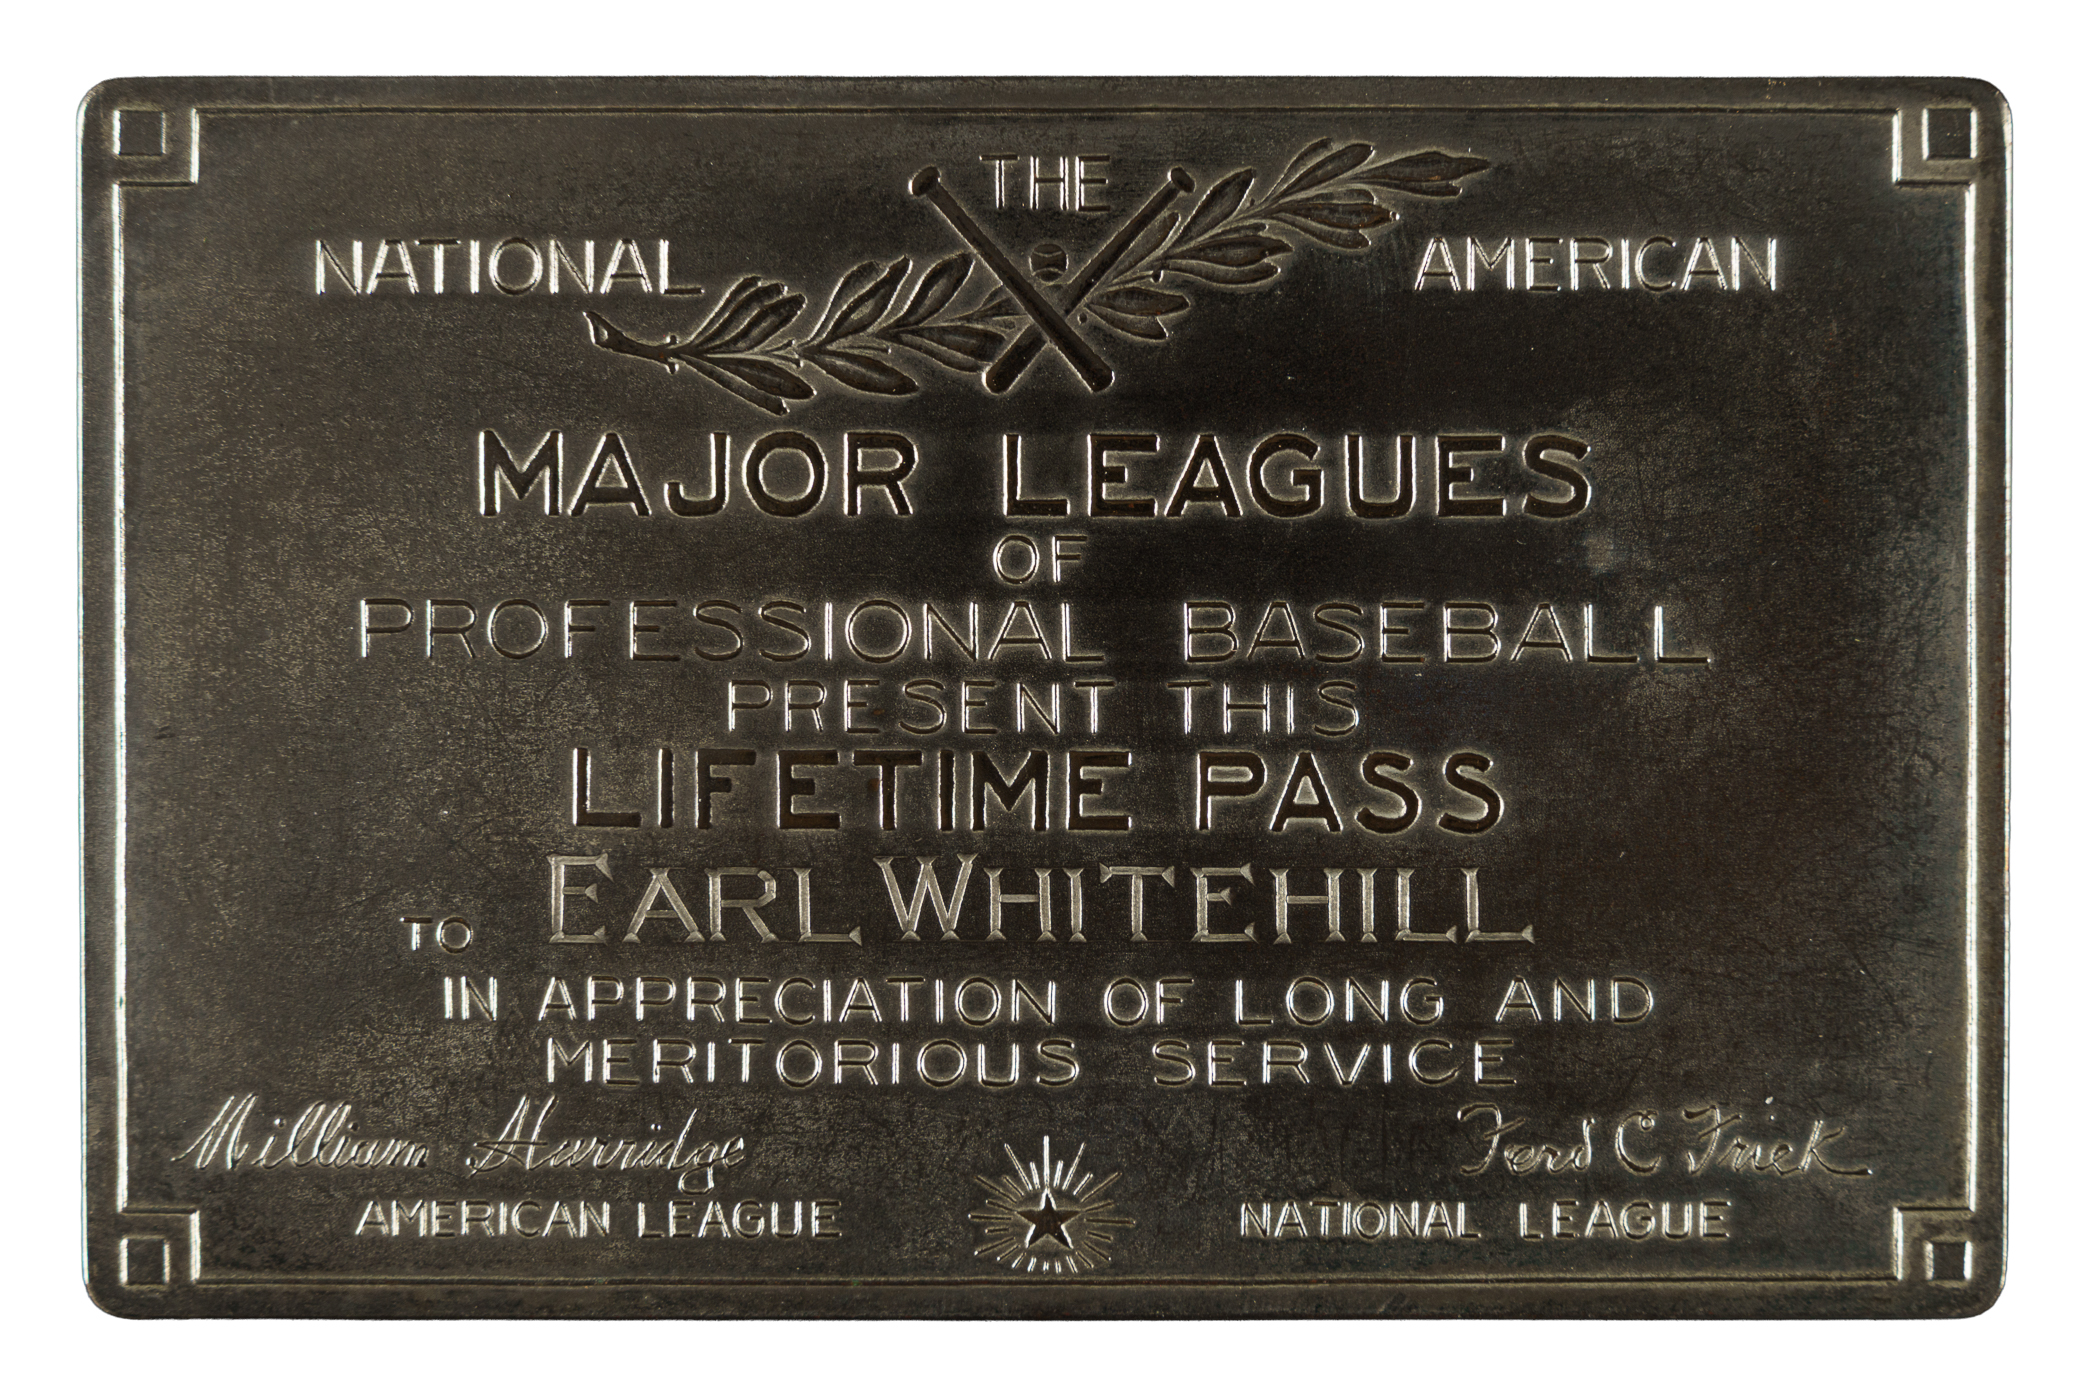 THE
NATIONAL AMERICAN
MAJOR LEAGUES
OF
PROFESSIONAL BASEBALL
PRESENT THIS
LIFETIME PASS
TO EARL WHITEHILL
IN APPRECIATION OF LONG AND
MERITORIOUS SERVICE
William Harridge Ford C Frick
AMERICAN LEAGUE NATIONAL LEAGUE